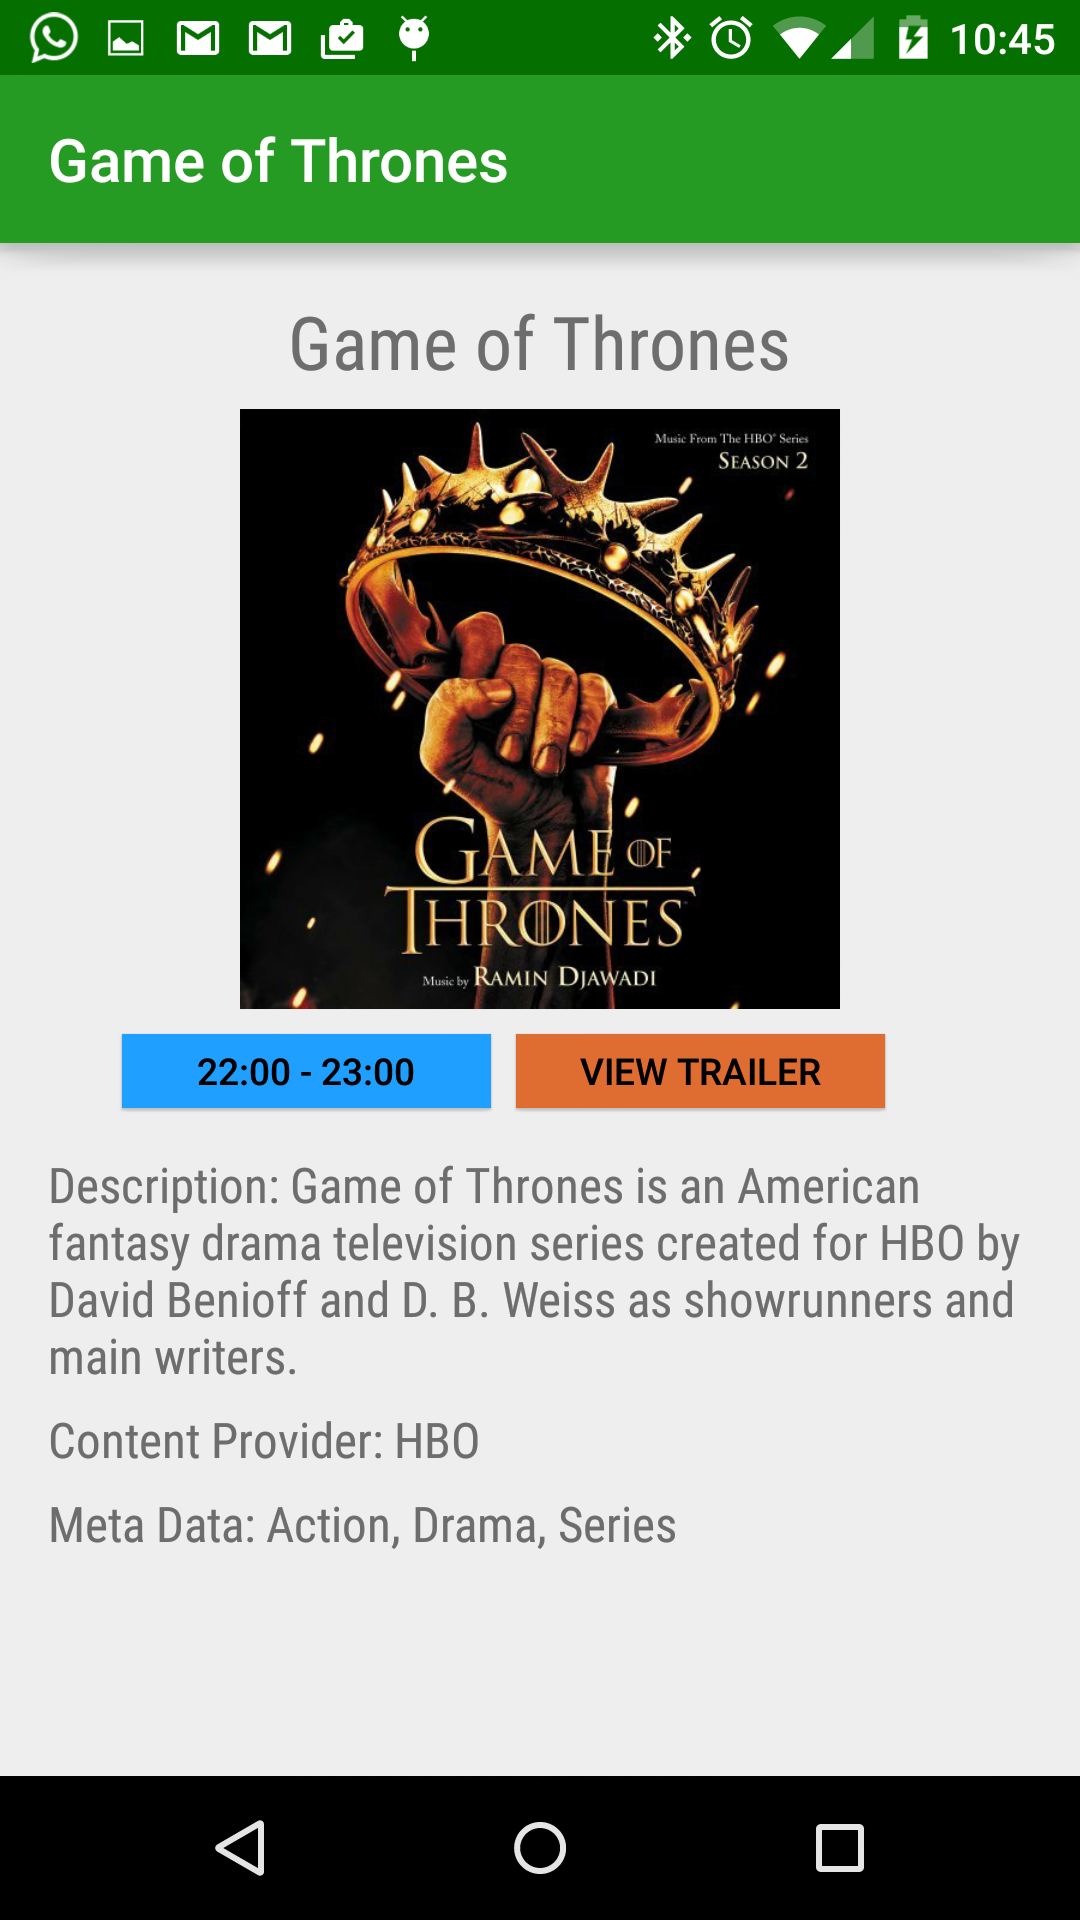 10:45
Game of Thrones
Game of Thrones
Music From The HBO® Series
SEASON 2
GAME OF
THRONES
Music by RAMIN DJAWADI
22:00 - 23:00
VIEW TRAILER
Description: Game of Thrones is an American
fantasy drama television series created for HBO by
David Benioff and D. B. Weiss as showrunners and
main writers.
Content Provider: HBO
Meta Data: Action, Drama, Series